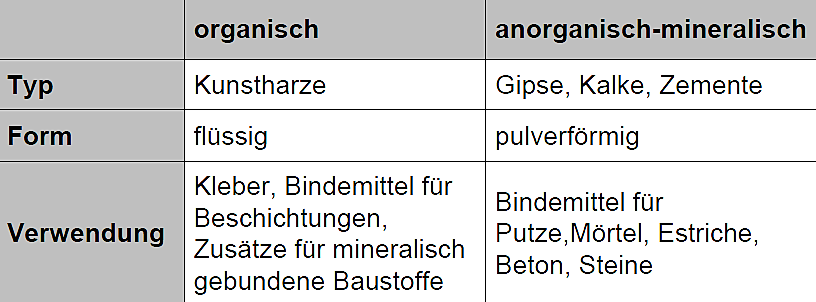 organisch anorganisch-mineralisch
Typ Kunstharze Gipse, Kalke, Zemente
Form flüssig pulverförmig
Verwendung
Kleber, Bindemittel für
Beschichtungen,
Zusätze für mineralisch
gebundene Baustoffe
Bindemittel für
Putze,Mörtel, Estriche,
Beton, Steine